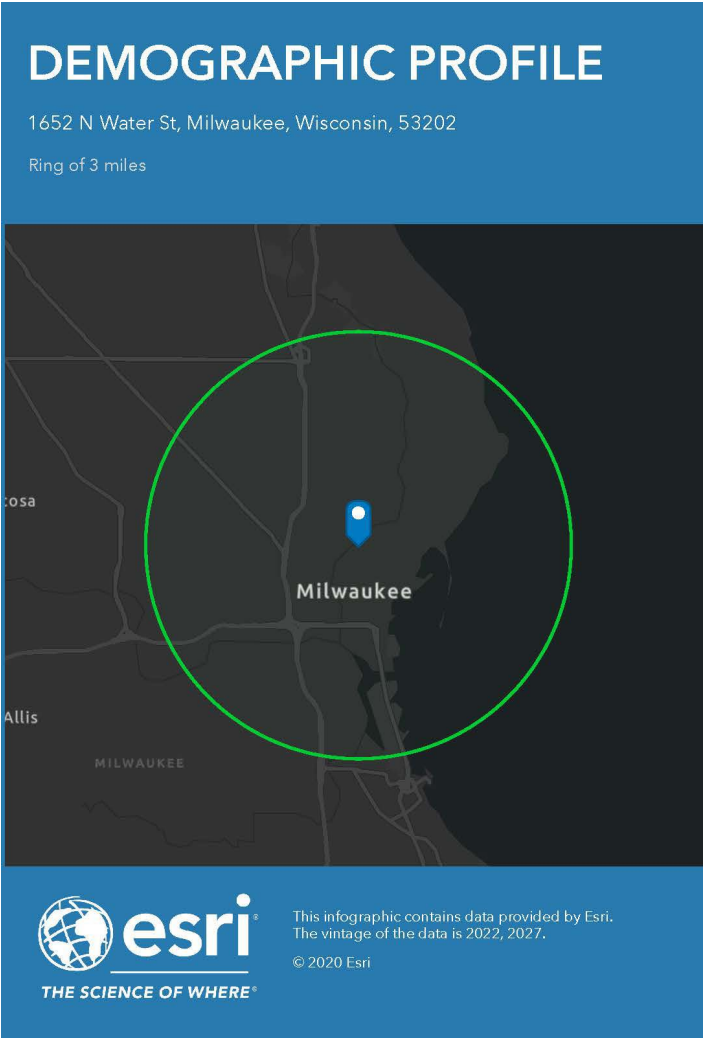 DEMOGRAPHIC PROFILE
1652 N Water St, Milwaukee, Wisconsin, 53202
Ring of 3 miles
cosa
Milwaukee
Allis
MILWAUKEE
esri®
THE SCIENCE OF WHERE®
This infographic contains data provided by Esri.
The vintage of the data is 2022, 2027.
© 2020 Esri